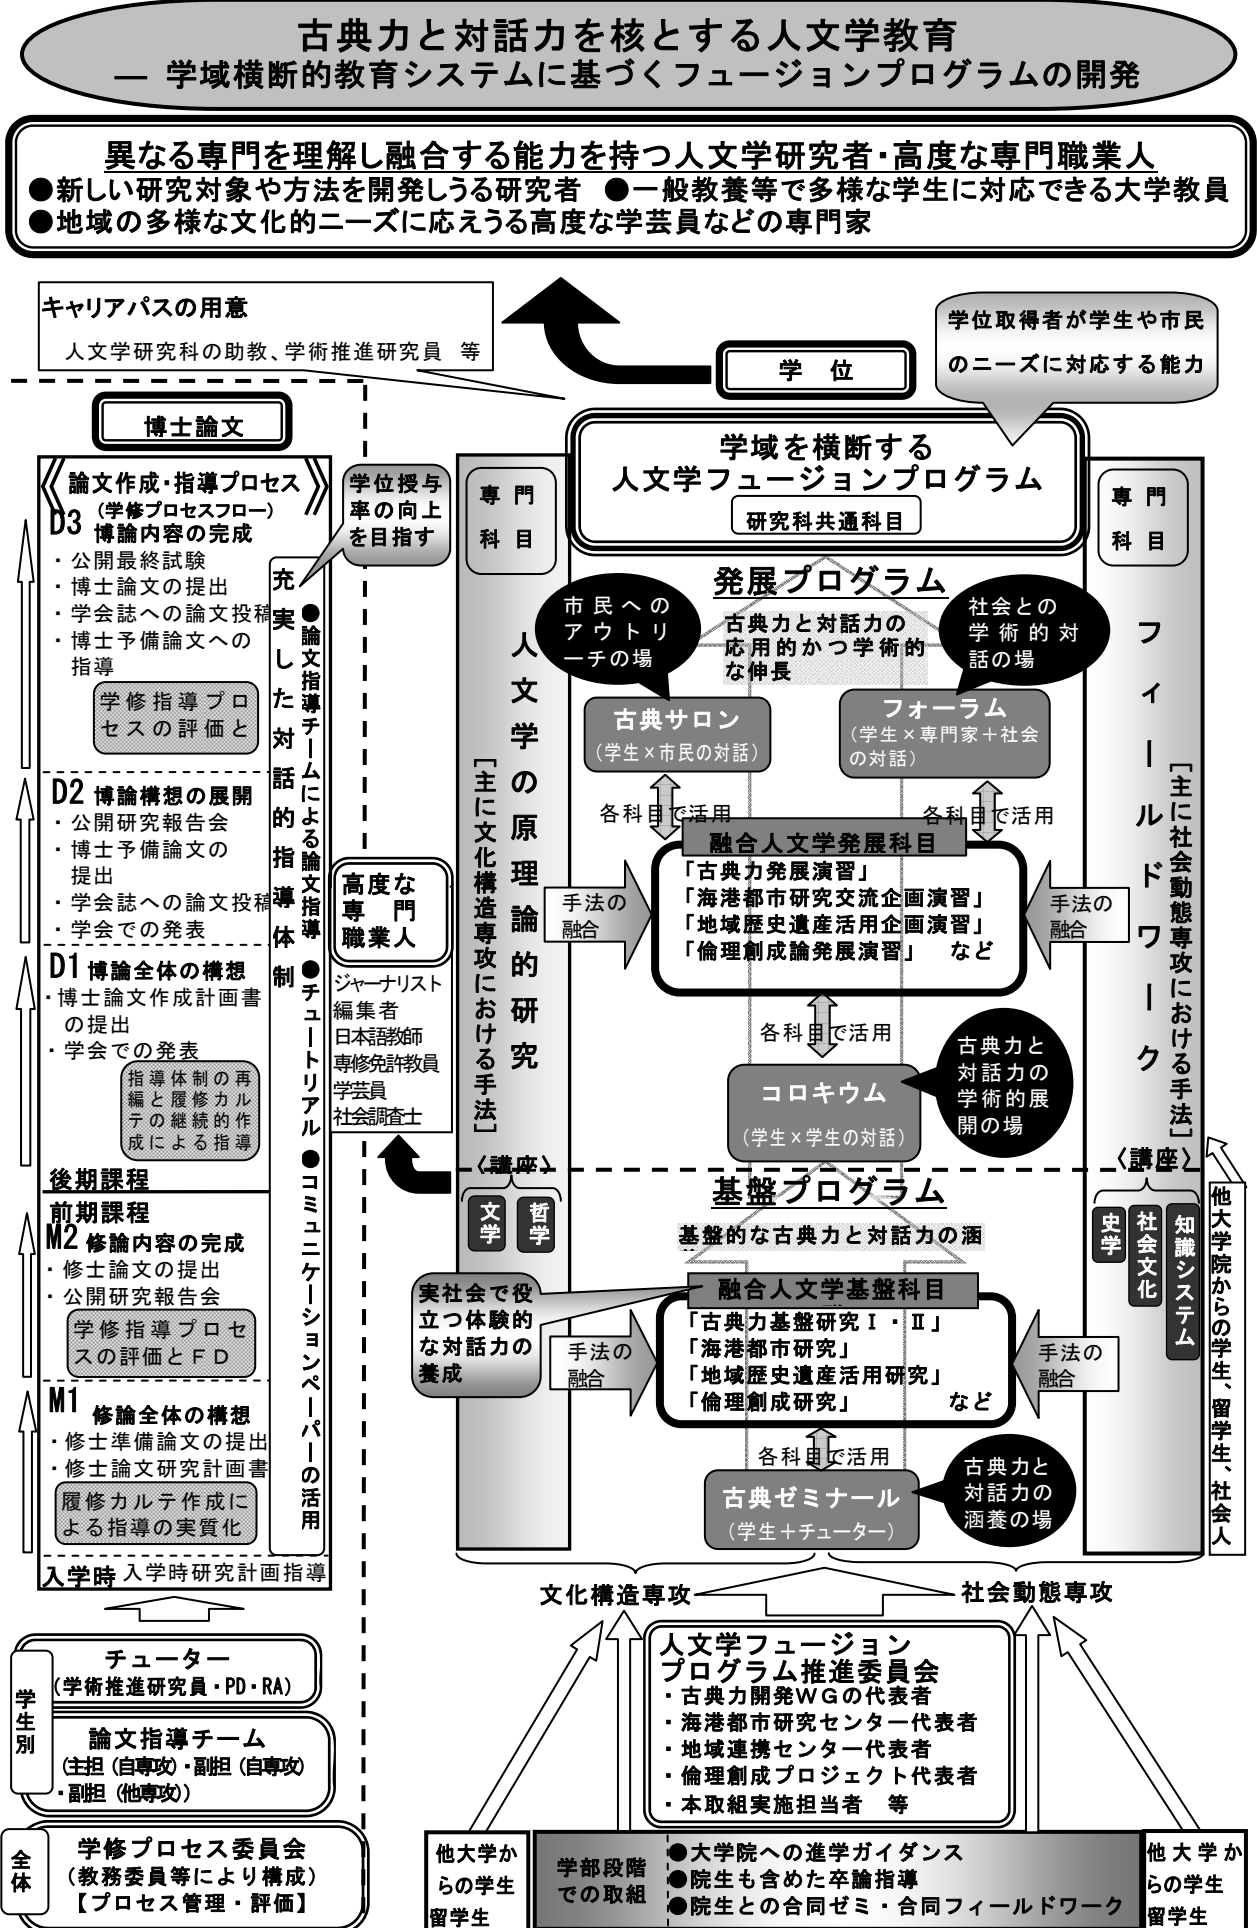 古典力と対話力を核とする人文学教育
― 学域横断的教育システムに基づくフュージョンプログラムの開発
異なる専門を理解し融合する能力を持つ人文学研究者・高度な専門職業人
●新しい研究対象や方法を開発しうる研究者 ●一般教養等で多様な学生に対応できる大学教員
●地域の多様な文化的ニーズに応えうる高度な学芸員などの専門家
キャリアパスの用意
人文学研究科の助教、学術推進研究員 等
学 位
学位取得者が学生や市民
のニーズに対応する能力
博士論文
《論文作成・指導プロセス》
(学修プロセスフロー)
D3 博論内容の完成
・公開最終試験
・博士論文の提出
・学会誌への論文投稿
・博士予備論文への
指導
学修指導プロ
セスの評価と
D2 博論構想の展開
・公開研究報告会
・博士予備論文の
提出
・学会誌への論文投稿
・学会での発表
D1 博論全体の構想
・博士論文作成計画書
の提出
・学会での発表
指導体制の再
編と履修カル
テの継続的作
成による指導
後期課程
前期課程
M2 修論内容の完成
・修士論文の提出
・公開研究報告会
学修指導プロセ
スの評価とFD
M1 修論全体の構想
・修士準備論文の提出
・修士論文研究計画書
履修カルテ作成に
よる指導の実質化
入学時 入学時研究計画指導
充実した対話的指導体制
●論文指導チームによる論文指導 ●チュートリアル ●コミュニケーションペーパーの活用
学位授与
率の向上
を目指す
高度な
専 門
職業人
ジャーナリスト
編集者
日本語教師
専修免許教員
学芸員
社会調査士
学生別
チューター
(学術推進研究員・PD・RA)
論文指導チーム
(主担(自専攻)・副担(自専攻)
・副担(他専攻))
全体
学修プロセス委員会
(教務委員等により構成)
【プロセス管理・評価】
専 門
科 目
人文学の原理論的研究
[主に文化構造専攻における手法]
〈講座〉
文学
哲学
学域を横断する
人文学フュージョンプログラム
研究科共通科目
発展プログラム
古典力と対話力の
応用的かつ学術的
な伸長
市民への
アウトリ
ーチの場
社会との
学術的対
話の場
古典サロン
(学生×市民の対話)
フォーラム
(学生×専門家+社会
の対話)
各科目で活用
各科目で活用
融合人文学発展科目
「古典力発展演習」
「海港都市研究交流企画演習」
「地域歴史遺産活用企画演習」
「倫理創成論発展演習」 など
手法の
融合
手法の
融合
各科目で活用
コロキウム
(学生×学生の対話)
古典力と
対話力の
学術的展
開の場
基盤プログラム
基盤的な古典力と対話力の涵
融合人文学基盤科目
「古典力基盤研究Ⅰ・Ⅱ」
「海港都市研究」
「地域歴史遺産活用研究」
「倫理創成研究」 など
実社会で役
立つ体験的
な対話力の
養成
手法の
融合
手法の
融合
各科目で活用
古典ゼミナール
(学生+チューター)
古典力と
対話力の
涵養の場
専 門
科 目
フィールドワーク
[主に社会動態専攻における手法]
〈講座〉
史学
社会文化
知識システム
他大学院からの学生、留学生、社会人
文化構造専攻
社会動態専攻
人文学フュージョン
プログラム推進委員会
・古典力開発WGの代表者
・海港都市研究センター代表者
・地域連携センター代表者
・倫理創成プロジェクト代表者
・本取組実施担当者 等
他大学か
らの学生
留学生
学部段階
での取組
●大学院への進学ガイダンス
●院生も含めた卒論指導
●院生との合同ゼミ・合同フィールドワーク
他大学か
らの学生
留学生